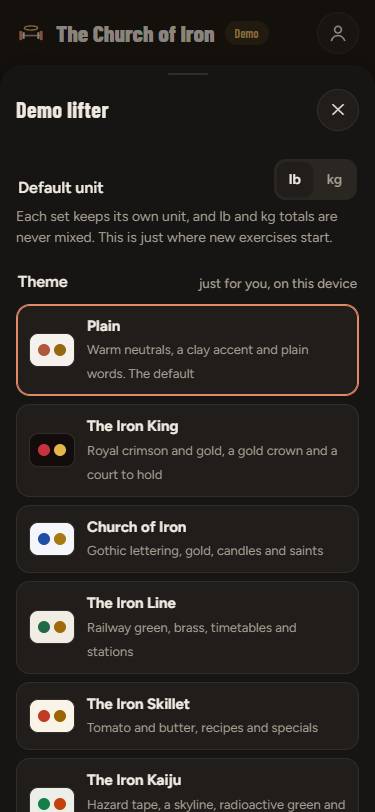 The Church of Iron Demo
Demo lifter
Default unit lb kg
Each set keeps its own unit, and lb and kg totals are
never mixed. This is just where new exercises start.
Theme just for you, on this device
Plain
Warm neutrals, a clay accent and plain
words. The default
The Iron King
Royal crimson and gold, a gold crown and a
court to hold
Church of Iron
Gothic lettering, gold, candles and saints
The Iron Line
Railway green, brass, timetables and
stations
The Iron Skillet
Tomato and butter, recipes and specials
The Iron Kaiju
Hazard tape, a skyline, radioactive green and